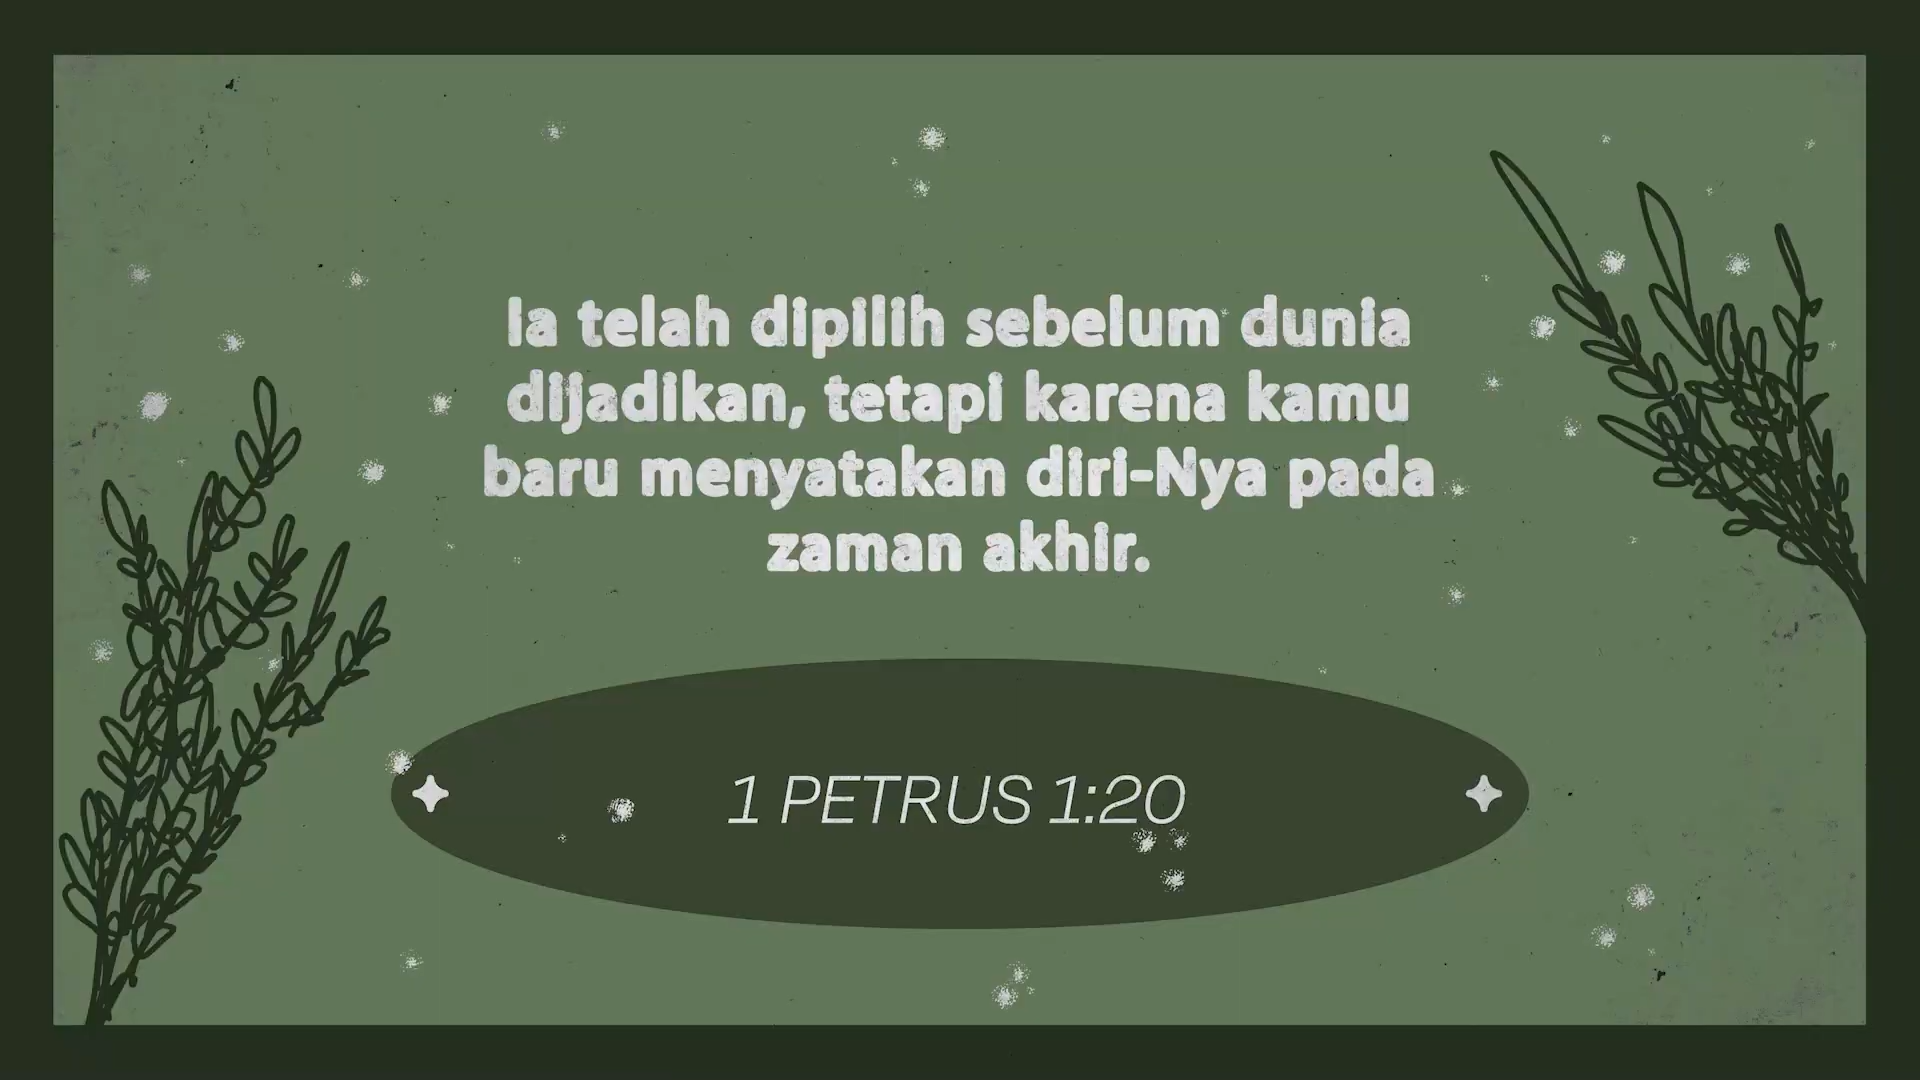 Ia telah dipilih sebelum dunia
dijadikan, tetapi karena kamu
baru menyatakan diri-Nya pada
zaman akhir.
1 PETRUS 1:20